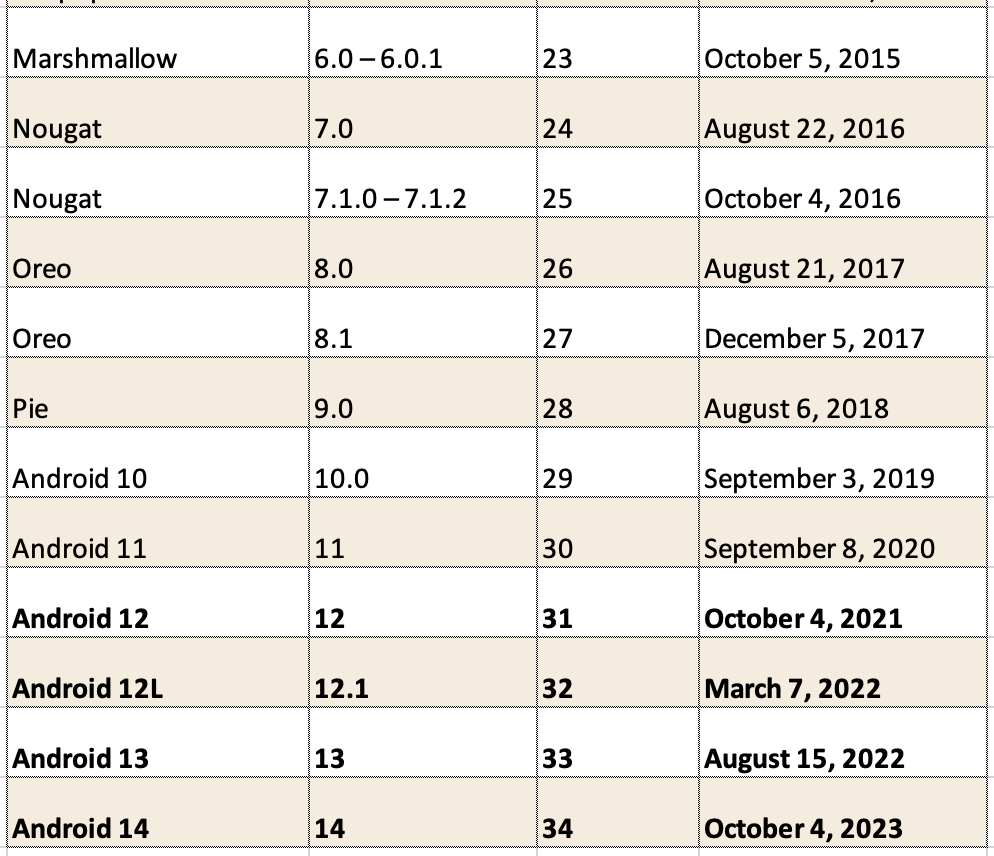 Marshmallow 6.0 – 6.0.1 23 October 5, 2015
Nougat 7.0 24 August 22, 2016
Nougat 7.1.0 – 7.1.2 25 October 4, 2016
Oreo 8.0 26 August 21, 2017
Oreo 8.1 27 December 5, 2017
Pie 9.0 28 August 6, 2018
Android 10 10.0 29 September 3, 2019
Android 11 11 30 September 8, 2020
Android 12 12 31 October 4, 2021
Android 12L 12.1 32 March 7, 2022
Android 13 13 33 August 15, 2022
Android 14 14 34 October 4, 2023